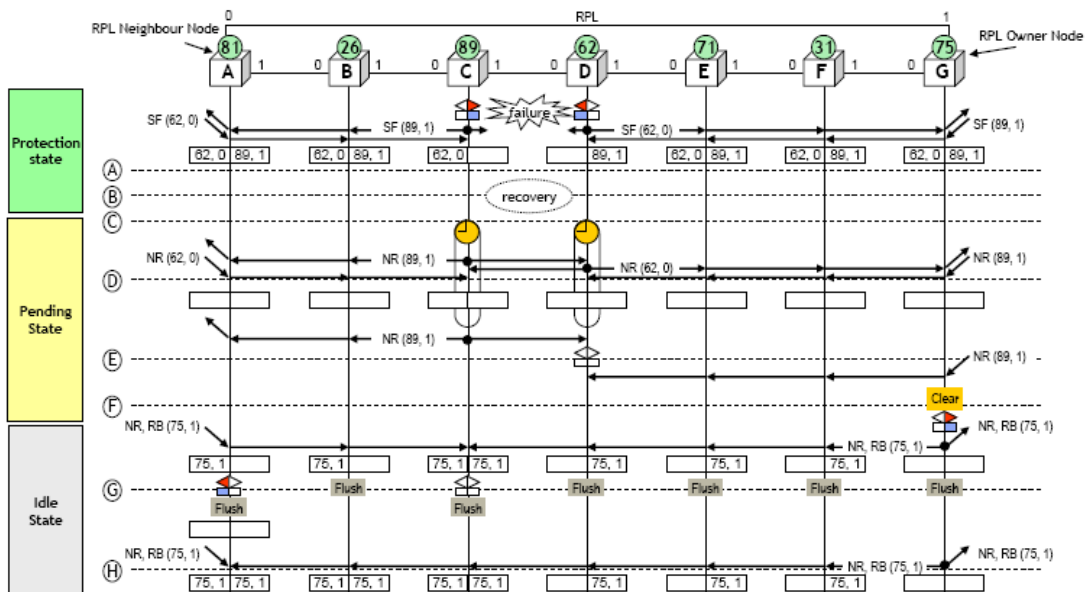 0 RPL 1
RPL Neighbour Node
RPL Owner Node
81 26 89 62 71 31 75
A 1 0 B 1 0 C 1 0 D 1 0 E 1 0 F 1 0 G
Protection state
failure
SF (62, 0) SF (89, 1) SF (62, 0) SF (89, 1)
62, 0 89, 1 62, 0 89, 1 62, 0 89, 1 62, 0 89, 1 62, 0 89, 1 62, 0 89, 1
A
B recovery
C
Pending State
NR (62, 0) NR (89, 1) NR (62, 0) NR (89, 1)
D
NR (89, 1)
E NR (89, 1)
F Clear
Idle State
NR, RB (75, 1) NR, RB (75, 1) NR, RB (75, 1)
75, 1 75, 1 75, 1 75, 1 75, 1 75, 1 75, 1
G Flush Flush Flush Flush Flush
Flush Flush
NR, RB (75, 1) NR, RB (75, 1) NR, RB (75, 1)
H
75, 1 75, 1 75, 1 75, 1 75, 1 75, 1 75, 1 75, 1 75, 1